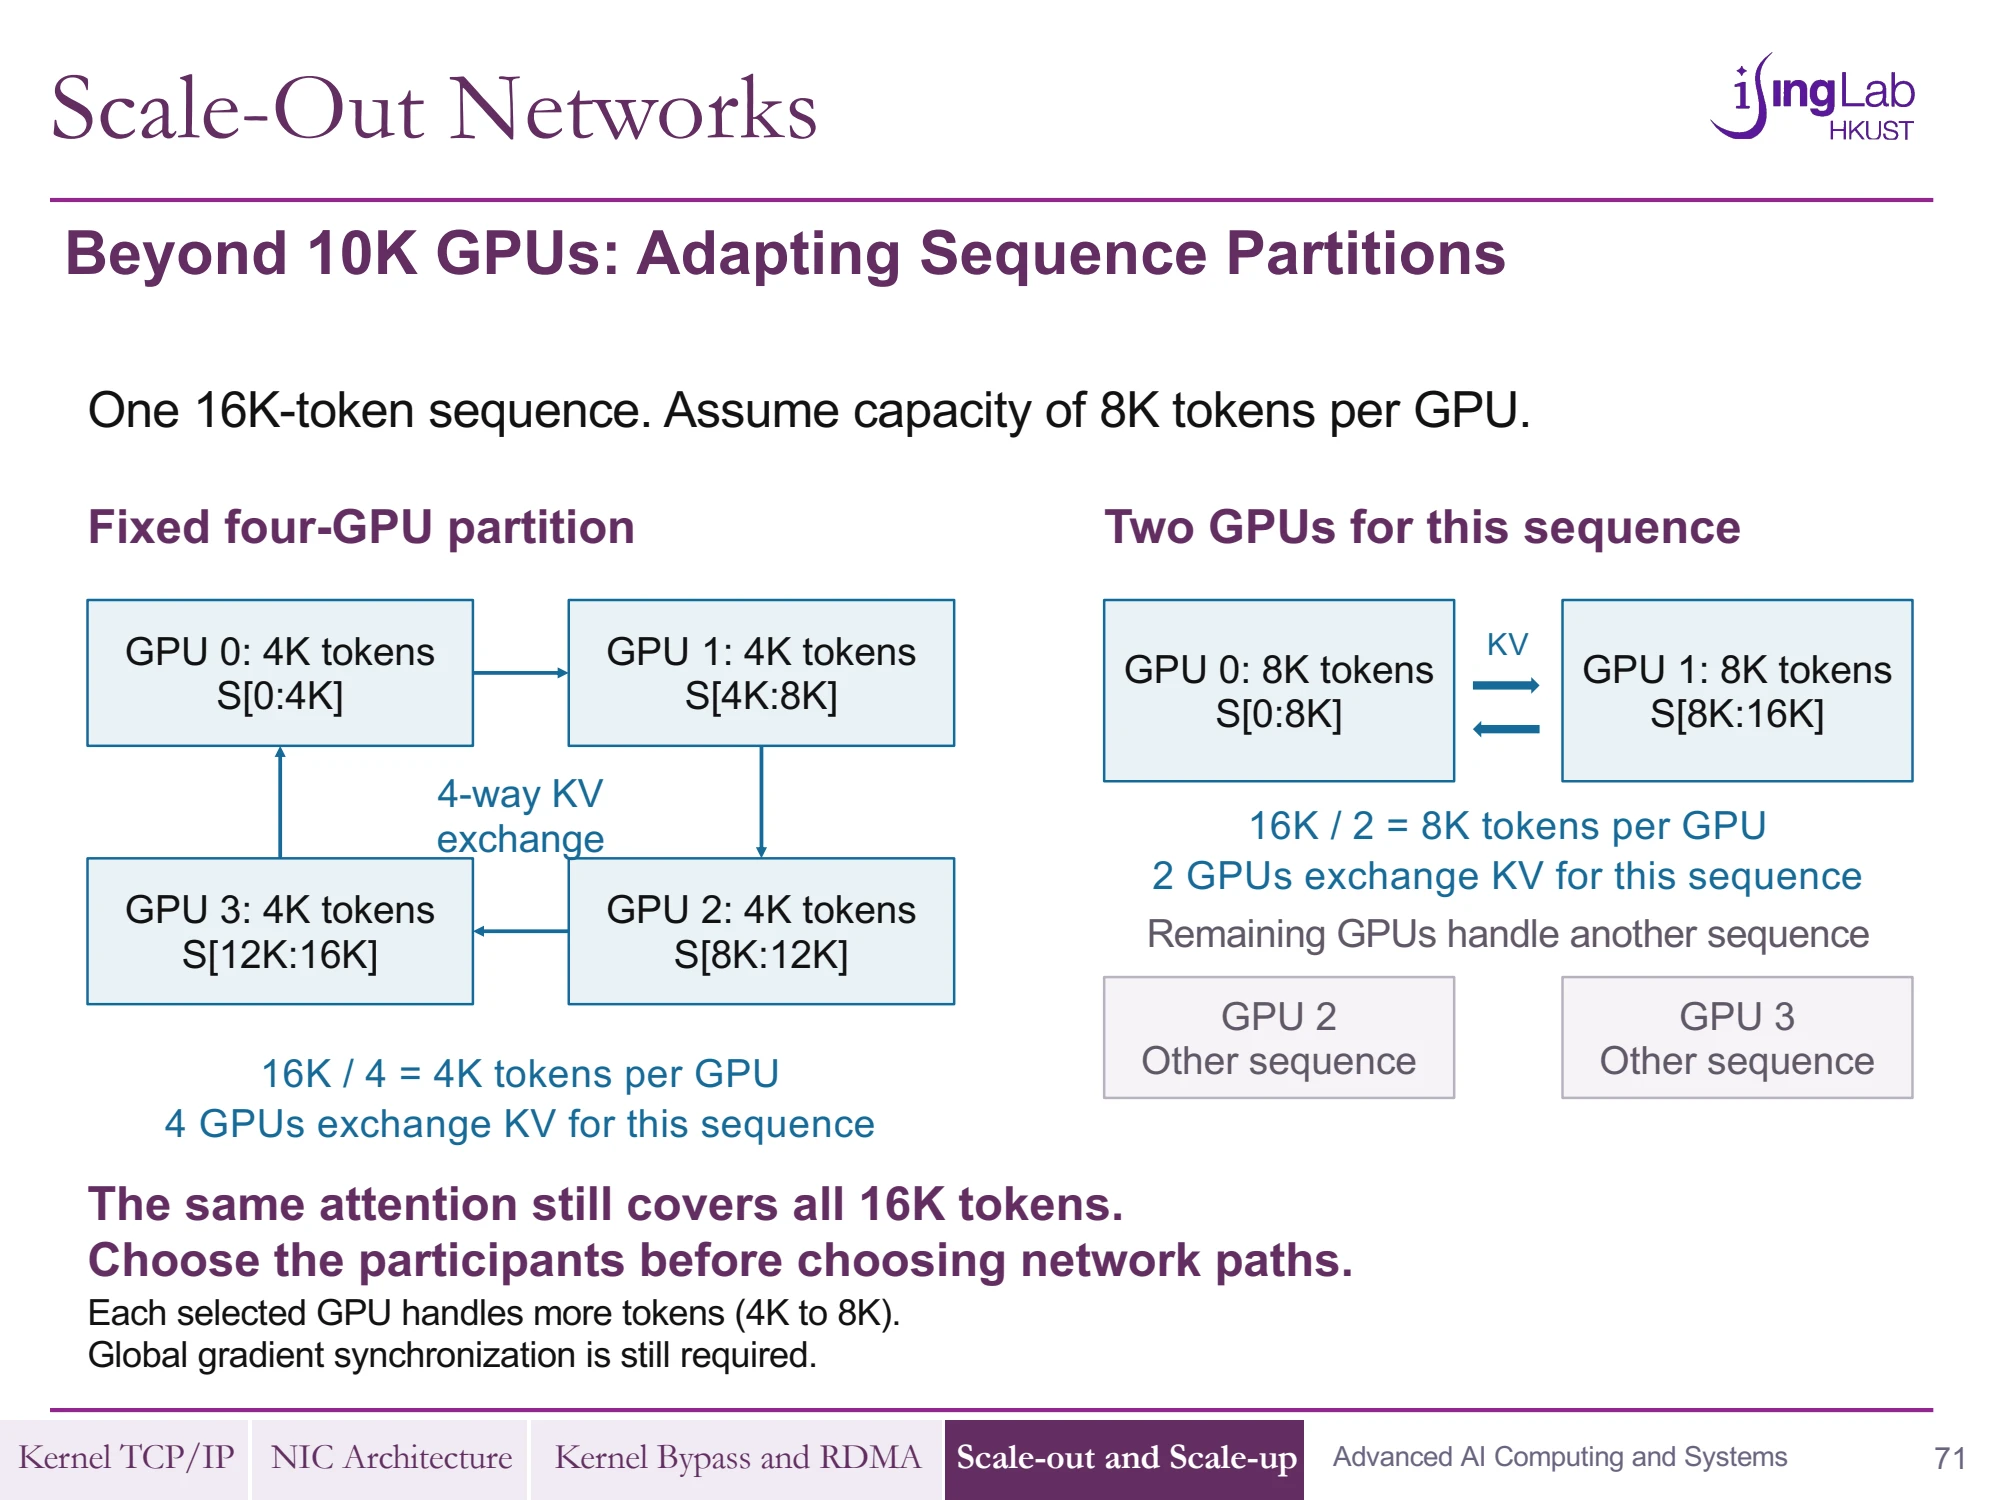 Scale-Out Networks
iSingLab
HKUST
Beyond 10K GPUs: Adapting Sequence Partitions
One 16K-token sequence. Assume capacity of 8K tokens per GPU.
Fixed four-GPU partition
GPU 0: 4K tokens
S[0:4K]
GPU 1: 4K tokens
S[4K:8K]
4-way KV
exchange
GPU 3: 4K tokens
S[12K:16K]
GPU 2: 4K tokens
S[8K:12K]
16K / 4 = 4K tokens per GPU
4 GPUs exchange KV for this sequence
Two GPUs for this sequence
GPU 0: 8K tokens
S[0:8K]
KV
GPU 1: 8K tokens
S[8K:16K]
16K / 2 = 8K tokens per GPU
2 GPUs exchange KV for this sequence
Remaining GPUs handle another sequence
GPU 2
Other sequence
GPU 3
Other sequence
The same attention still covers all 16K tokens.
Choose the participants before choosing network paths.
Each selected GPU handles more tokens (4K to 8K).
Global gradient synchronization is still required.
Kernel TCP/IP
NIC Architecture
Kernel Bypass and RDMA
Scale-out and Scale-up
Advanced AI Computing and Systems
71